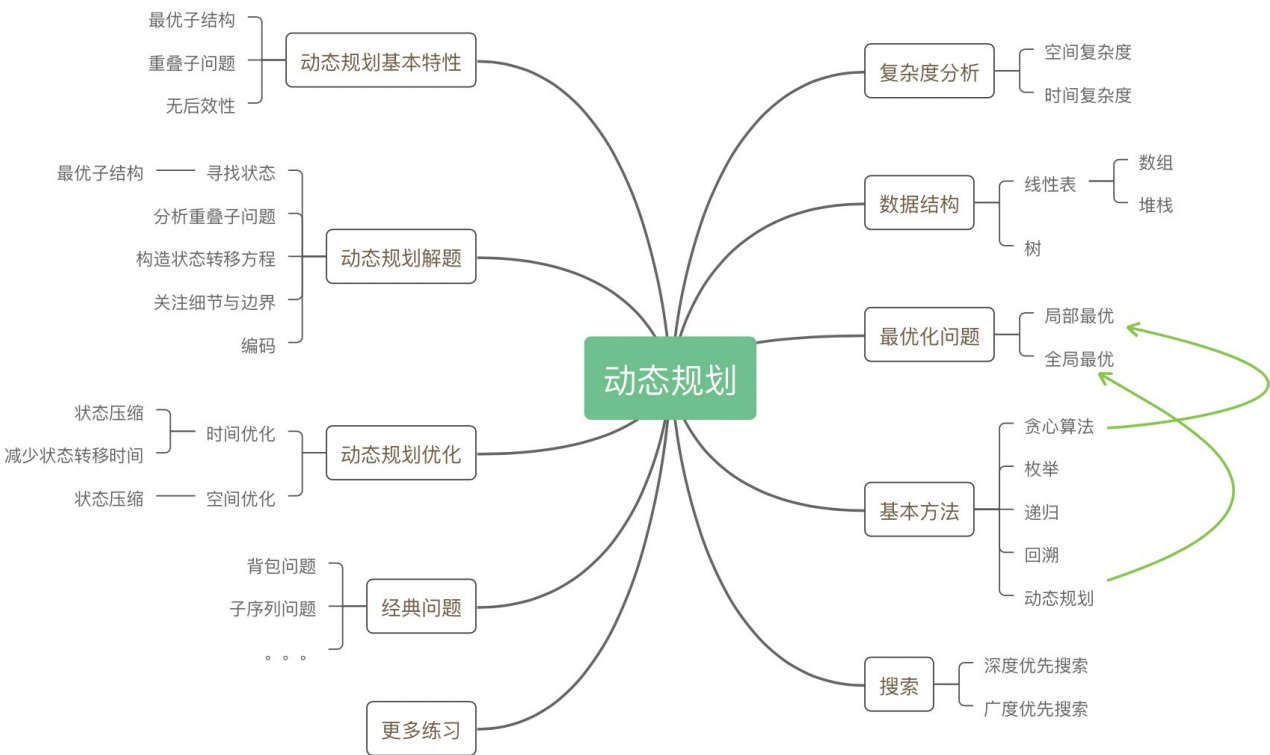 动态规划
动态规划基本特性
最优子结构
重叠子问题
无后效性
动态规划解题
寻找状态
最优子结构
分析重叠子问题
构造状态转移方程
关注细节与边界
编码
动态规划优化
时间优化
状态压缩
减少状态转移时间
空间优化
状态压缩
经典问题
背包问题
子序列问题
。。。
更多练习
复杂度分析
空间复杂度
时间复杂度
数据结构
线性表
数组
堆栈
树
最优化问题
局部最优
全局最优
基本方法
贪心算法
枚举
递归
回溯
动态规划
搜索
深度优先搜索
广度优先搜索